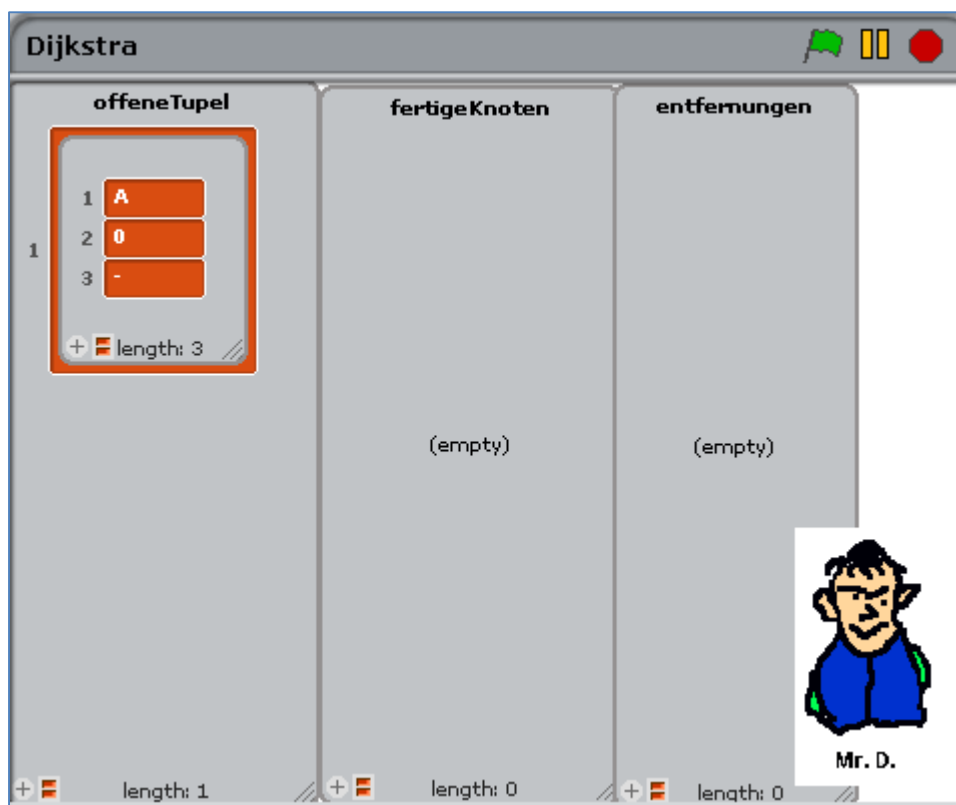 Dijkstra
offeneTupel
fertigeKnoten
entfernungen
1
1 A
2 0
3 -
length: 3
(empty)
(empty)
Mr. D.
length: 1
length: 0
length: 0